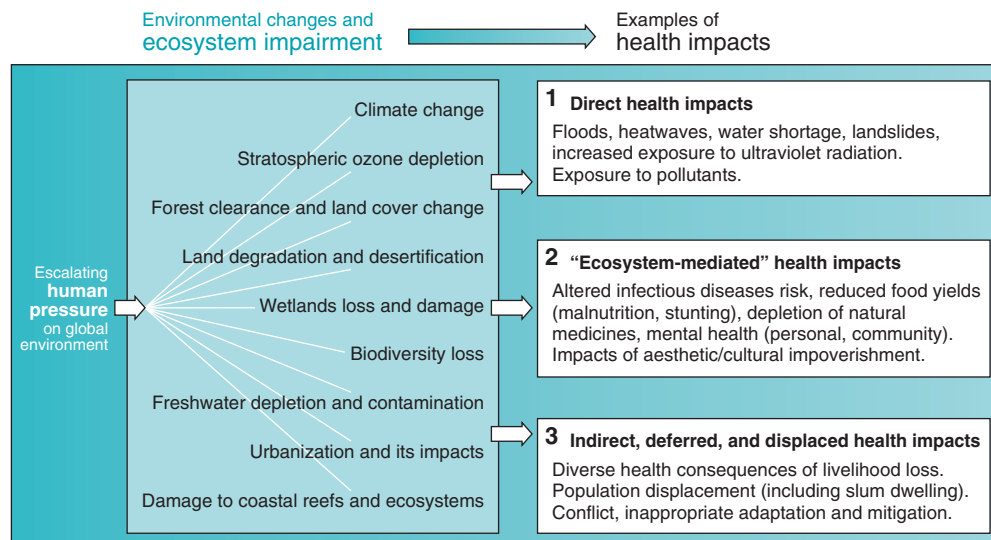 Environmental changes and
ecosystem impairment
Examples of
health impacts
Escalating
human
pressure
on global
environment
Climate change
Stratospheric ozone depletion
Forest clearance and land cover change
Land degradation and desertification
Wetlands loss and damage
Biodiversity loss
Freshwater depletion and contamination
Urbanization and its impacts
Damage to coastal reefs and ecosystems
1 Direct health impacts
Floods, heatwaves, water shortage, landslides,
increased exposure to ultraviolet radiation.
Exposure to pollutants.
2 “Ecosystem-mediated” health impacts
Altered infectious diseases risk, reduced food yields
(malnutrition, stunting), depletion of natural
medicines, mental health (personal, community).
Impacts of aesthetic/cultural impoverishment.
3 Indirect, deferred, and displaced health impacts
Diverse health consequences of livelihood loss.
Population displacement (including slum dwelling).
Conflict, inappropriate adaptation and mitigation.